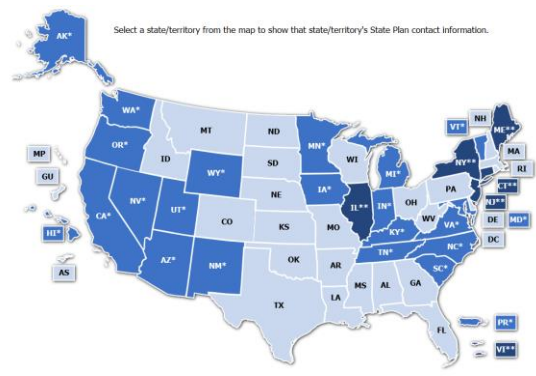 Select a state/territory from the map to show that state/territory's State Plan contact information.
AK*
WA*
MT
ND
MN*
VT*
NH
ME**
OR*
ID
SD
WI
MI*
NY**
MA
RI
MP
GU
WY*
IA*
PA
CT**
NJ**
NV*
UT*
NE
IL**
IN*
OH
DE
MD*
CA*
CO
KS
MO
KY*
WV
VA*
DC
HI*
AS
AZ*
NM*
OK
AR
TN*
NC*
SC*
TX
LA
MS
AL
GA
FL
PR*
VI**